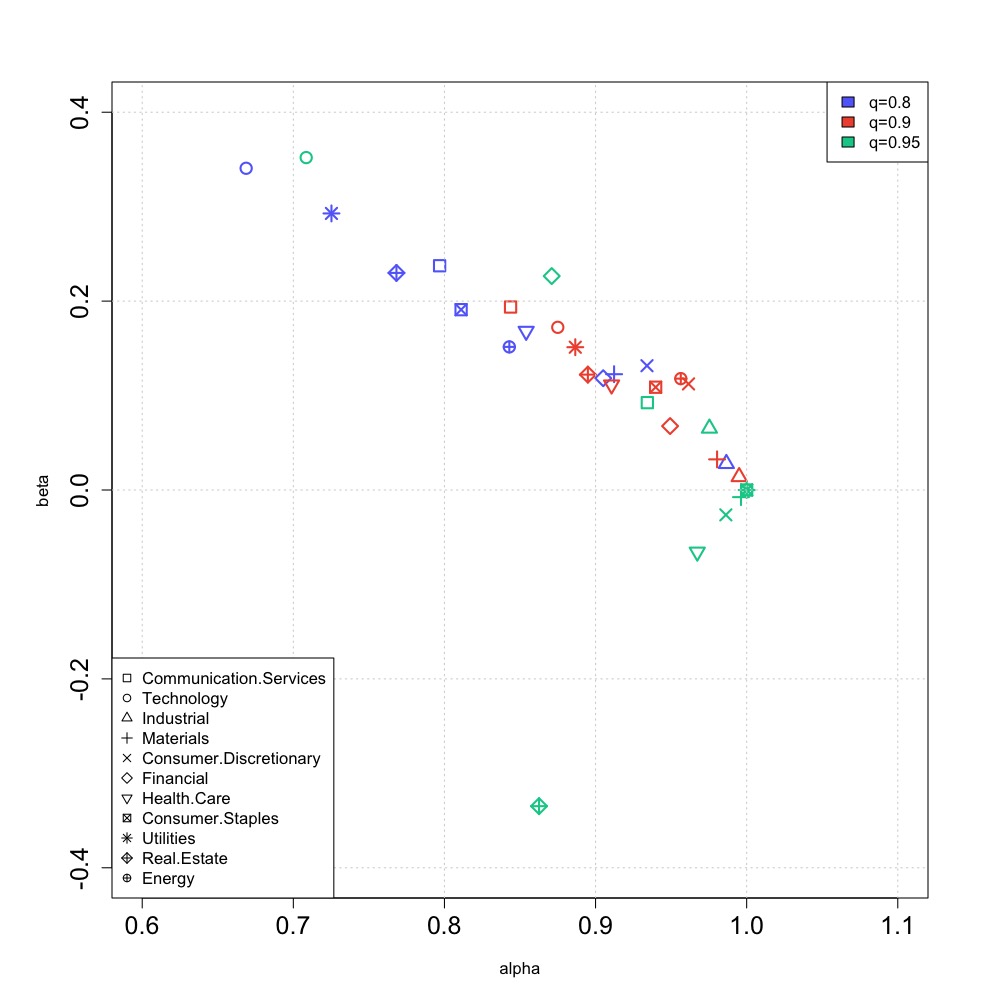 q=0.8
q=0.9
q=0.95
0.4
0.2
0.0
-0.2
-0.4
beta
Communication.Services
Technology
Industrial
Materials
Consumer.Discretionary
Financial
Health.Care
Consumer.Staples
Utilities
Real.Estate
Energy
0.6 0.7 0.8 0.9 1.0 1.1
alpha